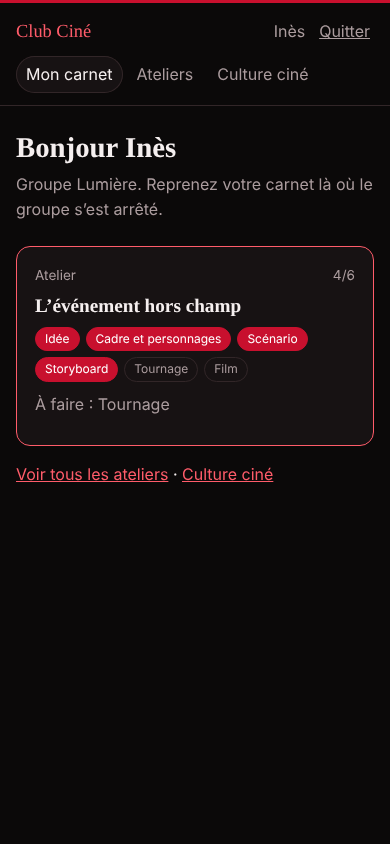 Club Ciné
Inès Quitter
Mon carnet Ateliers Culture ciné
Bonjour Inès
Groupe Lumière. Reprenez votre carnet là où le
groupe s’est arrêté.
Atelier 4/6
L’événement hors champ
Idée Cadre et personnages Scénario
Storyboard Tournage Film
À faire : Tournage
Voir tous les ateliers · Culture ciné